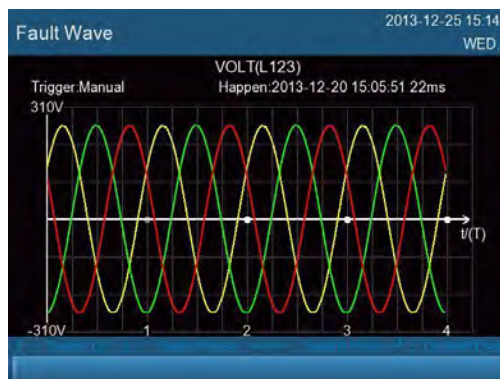 Fault Wave
2013-12-25 15:14
WED.
VOLT(L123)
Trigger:Manual Happen:2013-12-20 15:05:51 22ms
310V
t/(T)
-310V 1 2 3 4